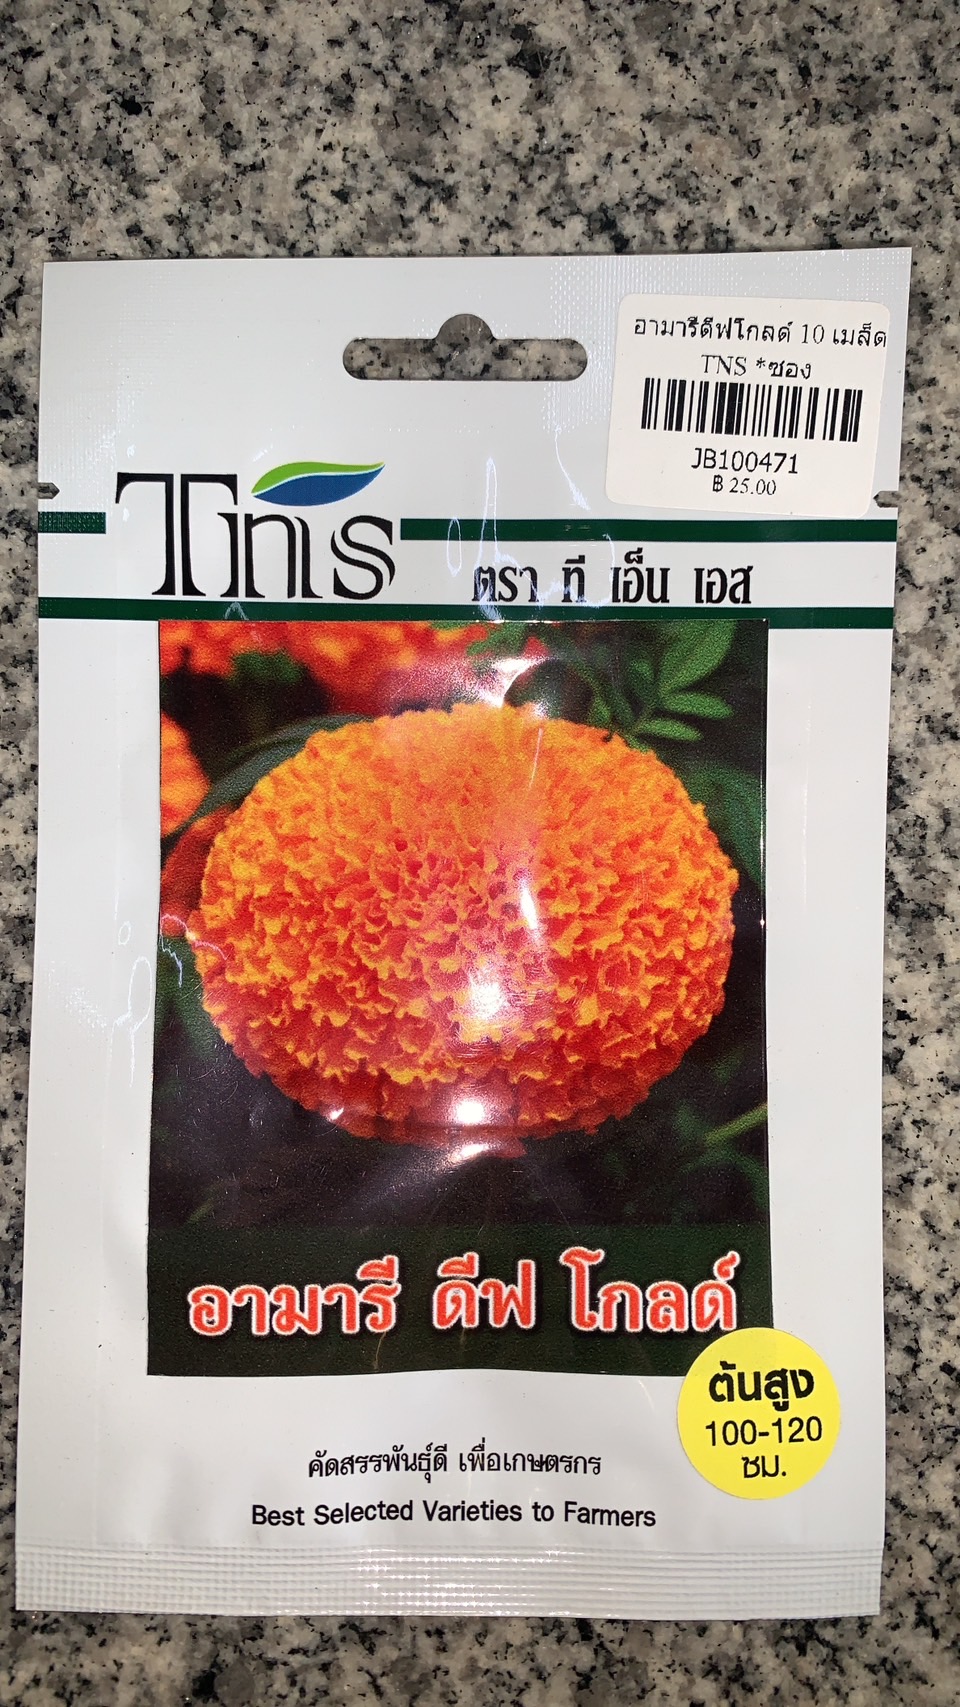 อามารีดีฟโกลด์ 10 เมล็ด
TNS *ซอง
JB100471
฿ 25.00
Tns
ตรา ที เอ็น เอส
อามารี ดีฟ โกลด์
ต้นสูง
100-120
ซม.
คัดสรรพันธุ์ดี เพื่อเกษตรกร
Best Selected Varieties to Farmers